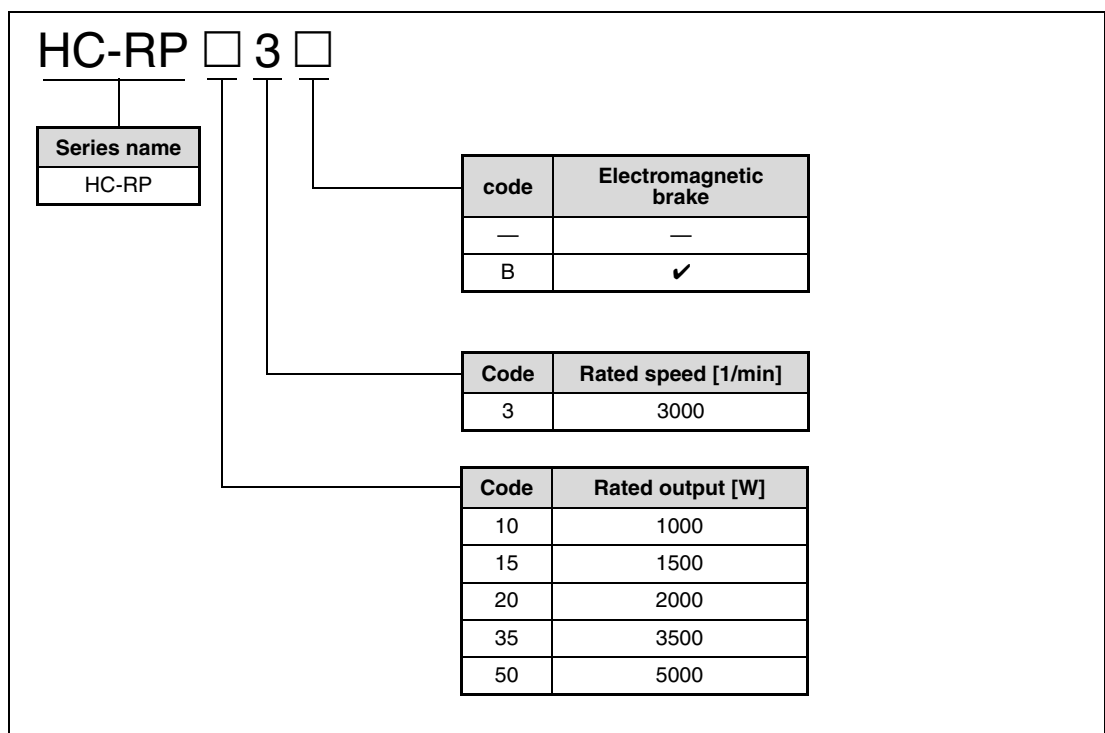 HC-RP □ 3 □
Series name
HC-RP
code Electromagnetic brake
— —
B ✔
Code Rated speed [1/min]
3 3000
Code Rated output [W]
10 1000
15 1500
20 2000
35 3500
50 5000